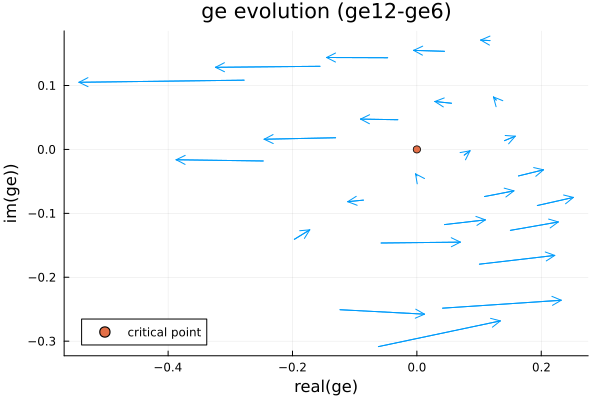 ge evolution (ge12-ge6)
im(ge))
0.1
0.0
−0.1
−0.2
−0.3
critical point
−0.4
−0.2
0.0
0.2
real(ge)